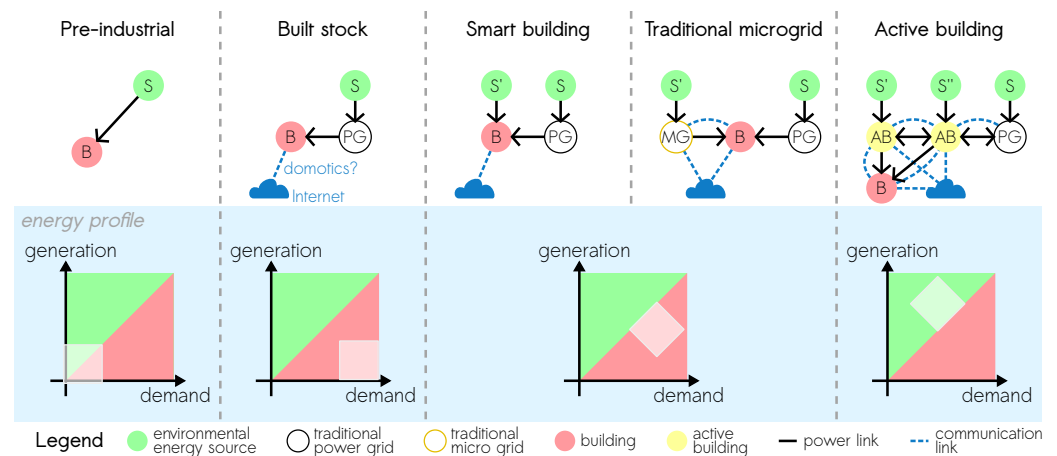 Pre-industrial
Built stock
Smart building
Traditional microgrid
Active building
S
B
S
B
PG
domotics?
Internet
S'
S
B
PG
S'
S
MG
B
PG
S'
S"
S
AB
AB
PG
B
energy profile
generation
demand
generation
demand
generation
demand
generation
demand
Legend
environmental
energy source
traditional
power grid
traditional
micro grid
building
active
building
power link
communication
link